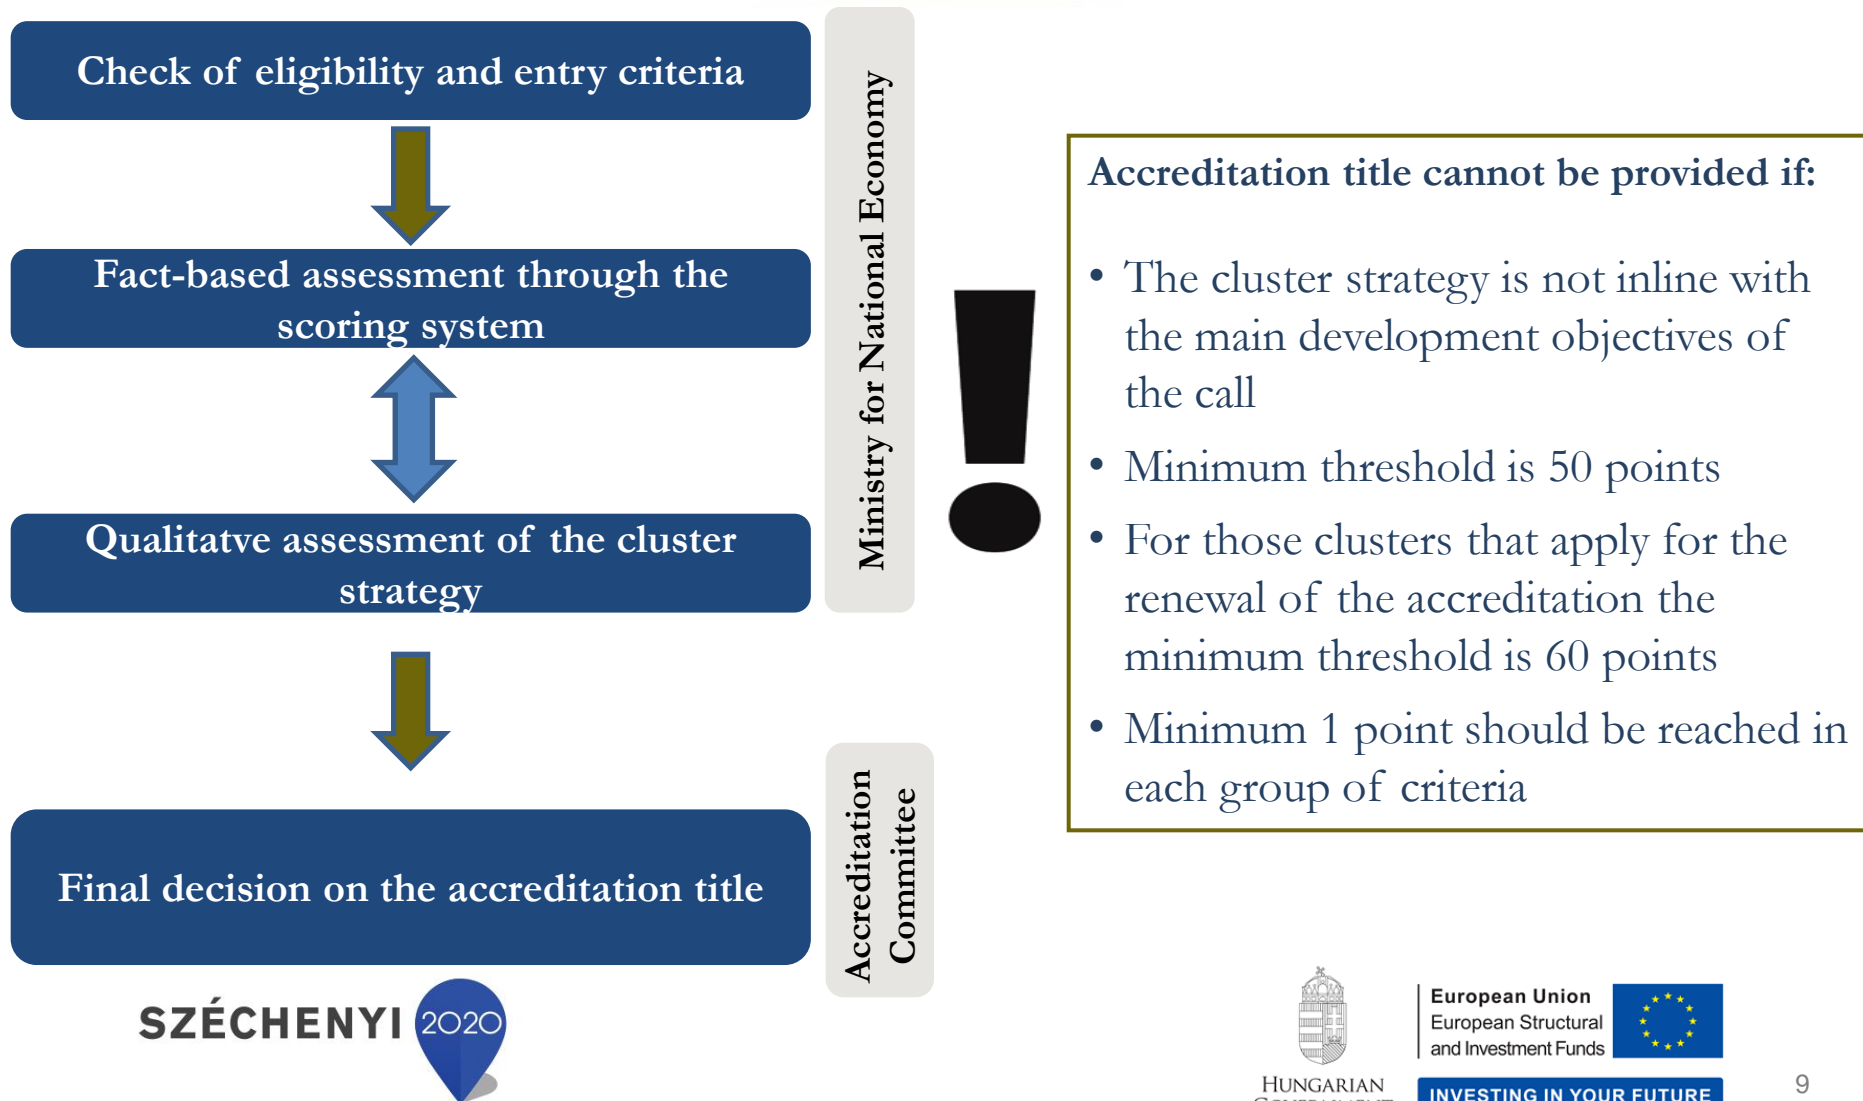 Check of eligibility and entry criteria
Fact-based assessment through the
scoring system
Qualitatve assessment of the cluster
strategy
Final decision on the accreditation title
Ministry for National Economy
Accreditation
Committee
Accreditation title cannot be provided if:
• The cluster strategy is not inline with
the main development objectives of
the call
• Minimum threshold is 50 points
• For those clusters that apply for the
renewal of the accreditation the
minimum threshold is 60 points
• Minimum 1 point should be reached in
each group of criteria
SZÉCHENYI 2020
HUNGARIAN
GOVERNMENT
European Union
European Structural
and Investment Funds
INVESTING IN YOUR FUTURE
9